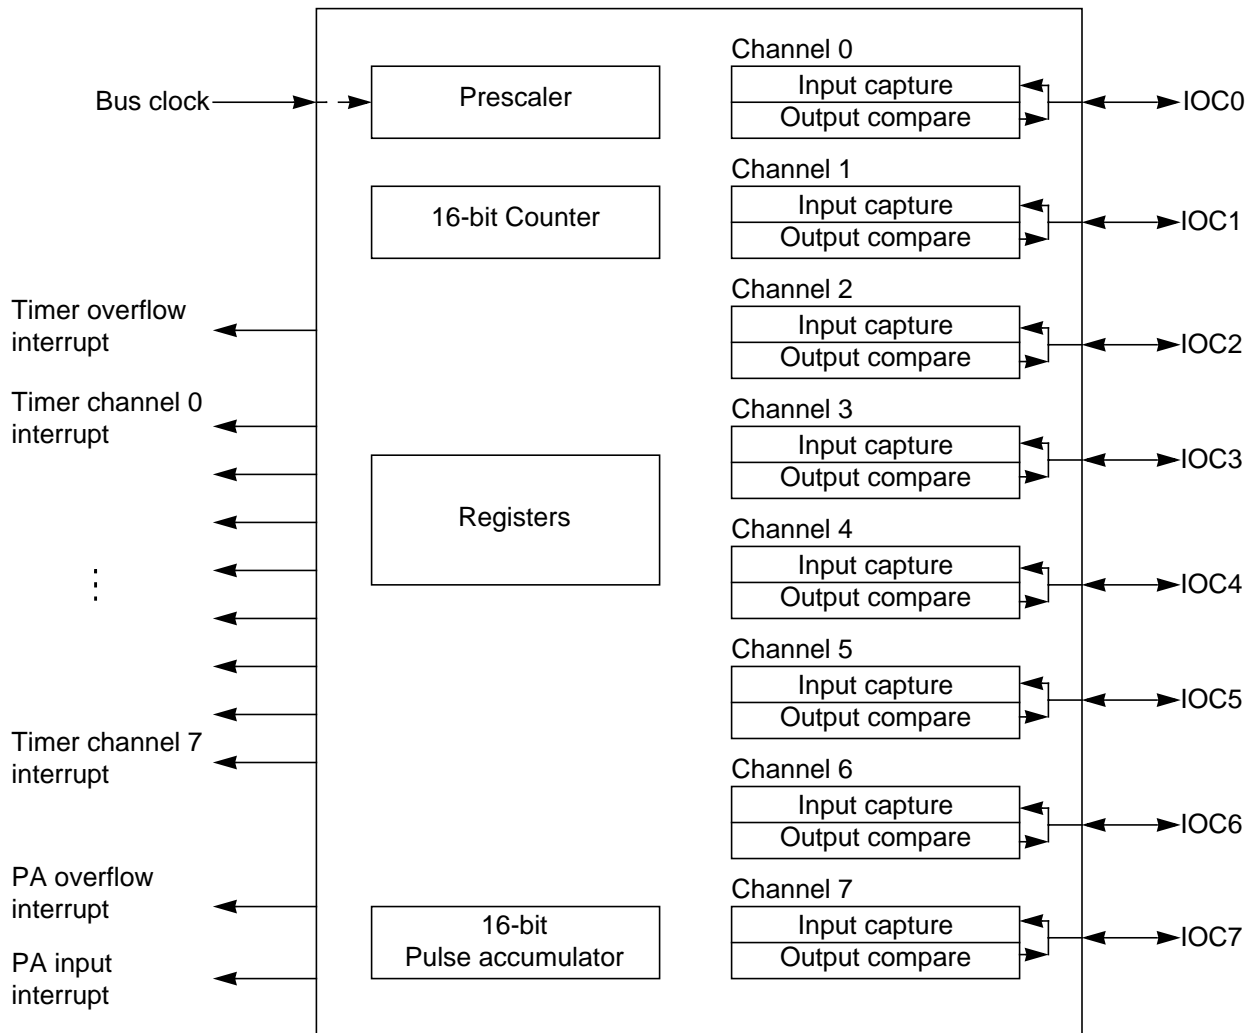 Bus clock
Timer overflow
interrupt
Timer channel 0
interrupt
Timer channel 7
interrupt
PA overflow
interrupt
PA input
interrupt
Prescaler
16-bit Counter
Registers
16-bit
Pulse accumulator
Channel 0
Input capture
Output compare
IOC0
Channel 1
Input capture
Output compare
IOC1
Channel 2
Input capture
Output compare
IOC2
Channel 3
Input capture
Output compare
IOC3
Channel 4
Input capture
Output compare
IOC4
Channel 5
Input capture
Output compare
IOC5
Channel 6
Input capture
Output compare
IOC6
Channel 7
Input capture
Output compare
IOC7